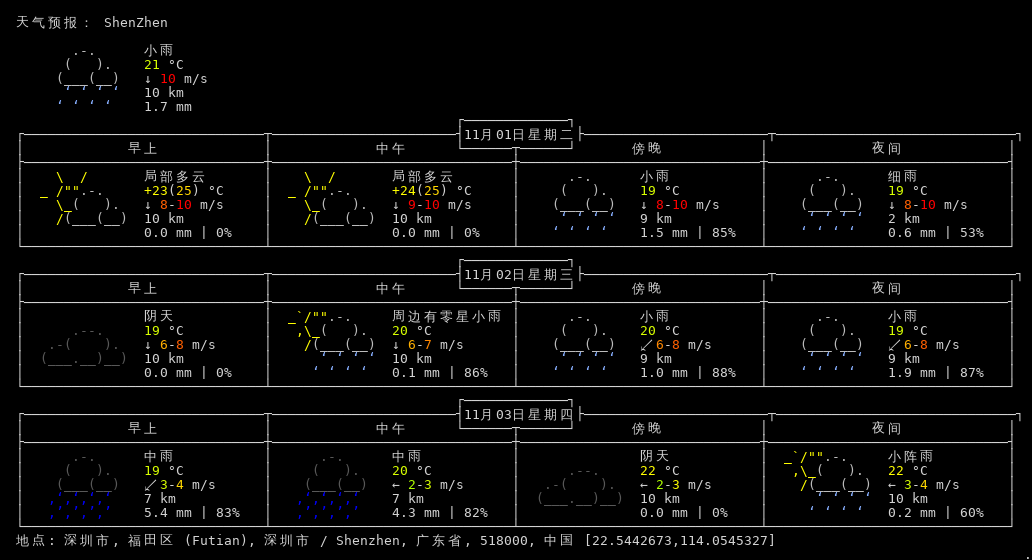 天气预报： ShenZhen
小雨
21 °C
↓ 10 m/s
10 km
1.7 mm
11月01日星期二
早上 中午 傍晚 夜间
局部多云 局部多云 小雨 细雨
+23(25) °C +24(25) °C 19 °C 19 °C
↓ 8-10 m/s ↓ 9-10 m/s ↓ 8-10 m/s ↓ 8-10 m/s
10 km 10 km 9 km 2 km
0.0 mm | 0% 0.0 mm | 0% 1.5 mm | 85% 0.6 mm | 53%
11月02日星期三
早上 中午 傍晚 夜间
阴天 周边有零星小雨 小雨 小雨
19 °C 20 °C 20 °C 19 °C
↓ 6-8 m/s ↓ 6-7 m/s ↙ 6-8 m/s ↙ 6-8 m/s
10 km 10 km 9 km 9 km
0.0 mm | 0% 0.1 mm | 86% 1.0 mm | 88% 1.9 mm | 87%
11月03日星期四
早上 中午 傍晚 夜间
中雨 中雨 阴天 小阵雨
19 °C 20 °C 22 °C 22 °C
↙ 3-4 m/s ← 2-3 m/s ← 2-3 m/s ← 3-4 m/s
7 km 7 km 10 km 10 km
5.4 mm | 83% 4.3 mm | 82% 0.0 mm | 0% 0.2 mm | 60%
地点: 深圳市, 福田区 (Futian), 深圳市 / Shenzhen, 广东省, 518000, 中国 [22.5442673,114.0545327]